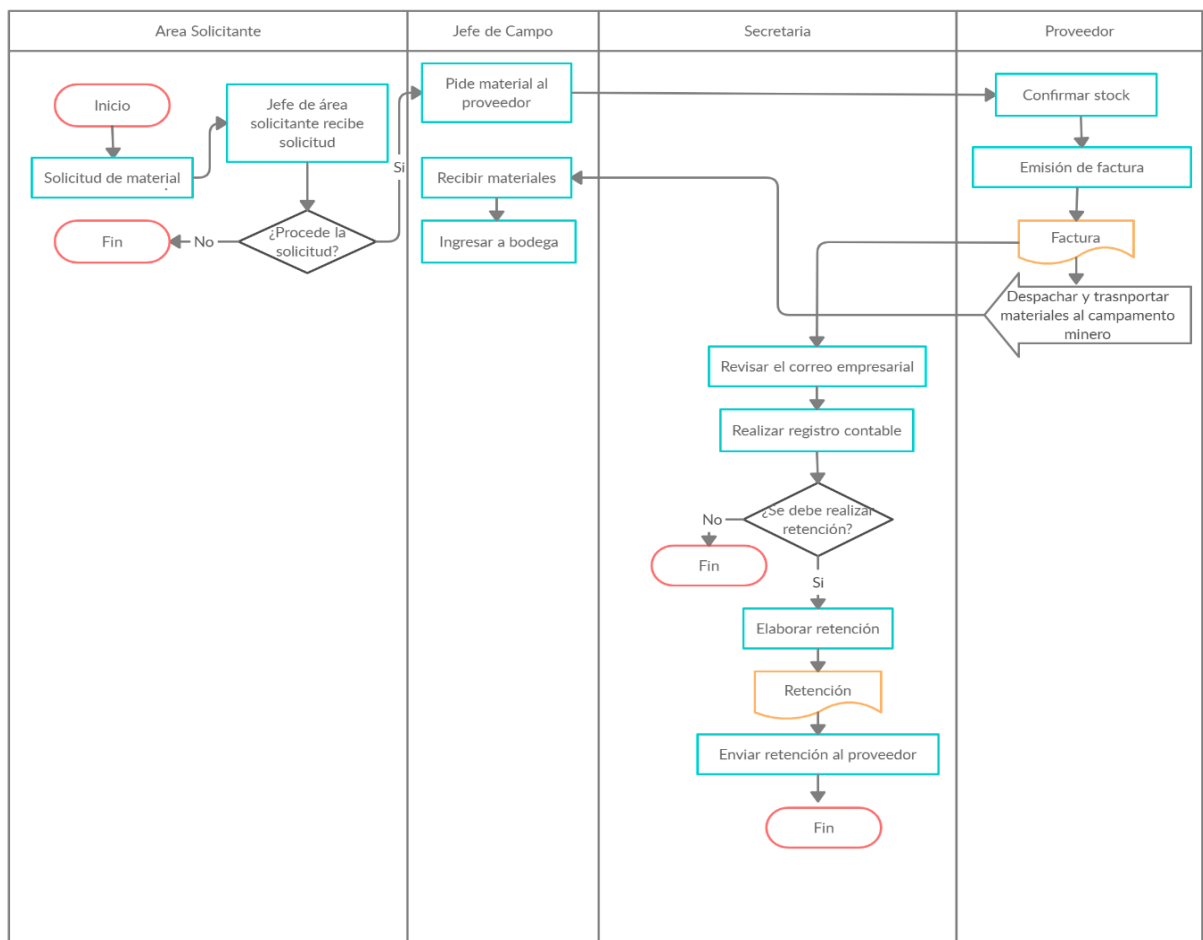 Area Solicitante
Jefe de Campo
Secretaria
Proveedor
Inicio
Solicitud de material
Jefe de área
solicitante recibe
solicitud
¿Procede la
solicitud?
No
Fin
Si
Pide material al
proveedor
Confirmar stock
Emisión de factura
Factura
Despachar y trasnportar
materiales al campamento
minero
Recibir materiales
Ingresar a bodega
Revisar el correo empresarial
Realizar registro contable
¿Se debe realizar
retención?
No
Fin
Si
Elaborar retención
Retención
Enviar retención al proveedor
Fin